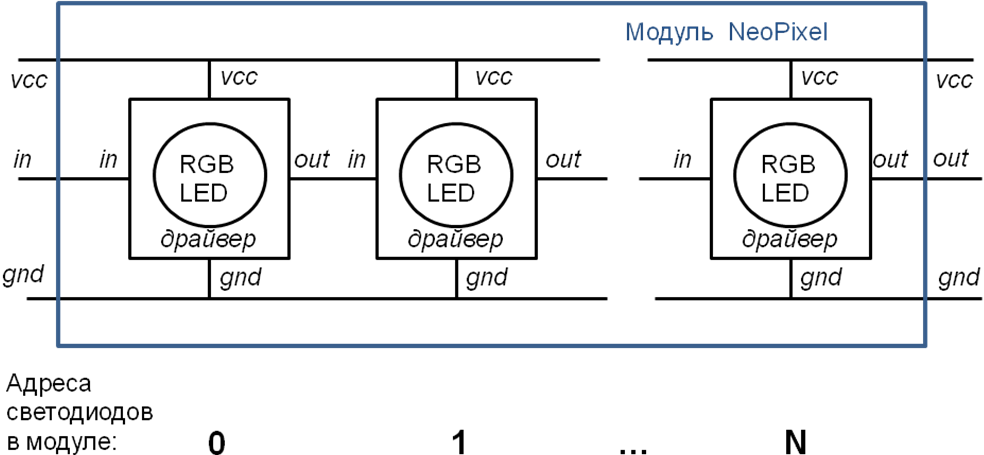 Модуль NeoPixel
vcc vcc vcc vcc vcc
in in RGB LED out in RGB LED out in RGB LED out out
драйвер драйвер драйвер
gnd gnd gnd gnd gnd
Адреса
светодиодов
в модуле: 0 1 ... N